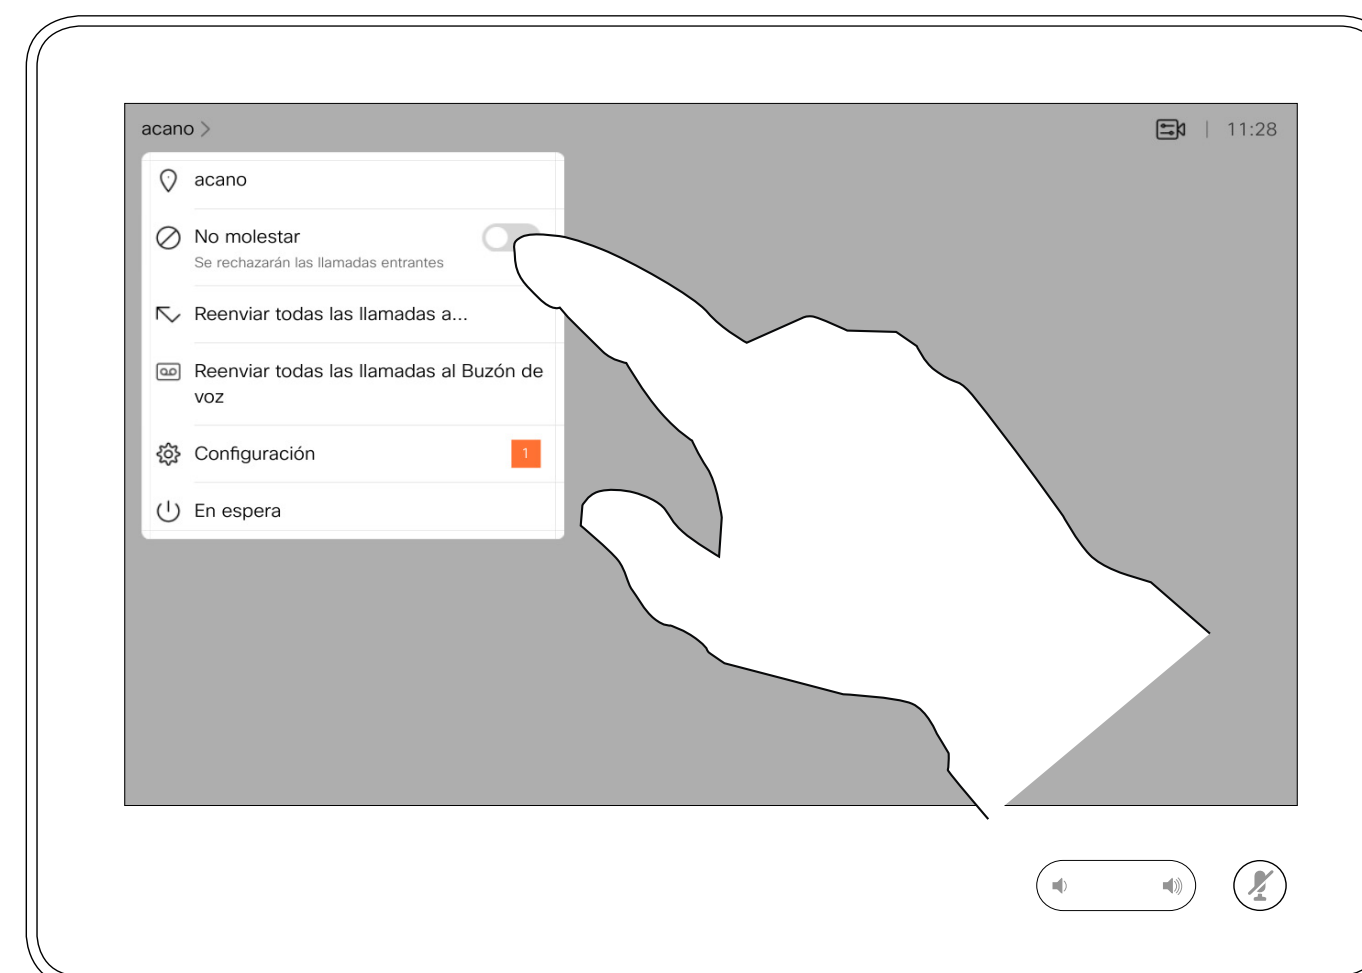 acano
11:28
acano
No molestar
Se rechazarán las llamadas entrantes
Reenviar todas las llamadas a...
Reenviar todas las llamadas al Buzón de
voz
Configuración
1
En espera